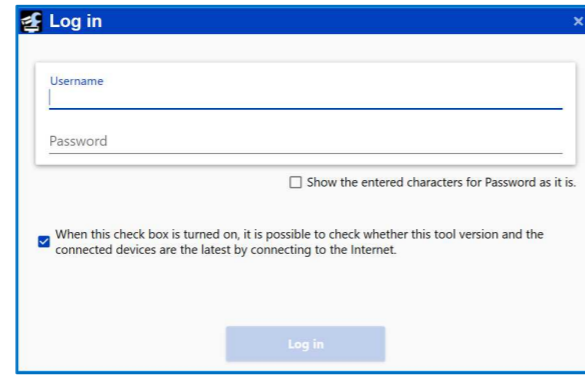 Log in
Username
Password
Show the entered characters for Password as it is.
When this check box is turned on, it is possible to check whether this tool version and the
connected devices are the latest by connecting to the Internet.
Log in